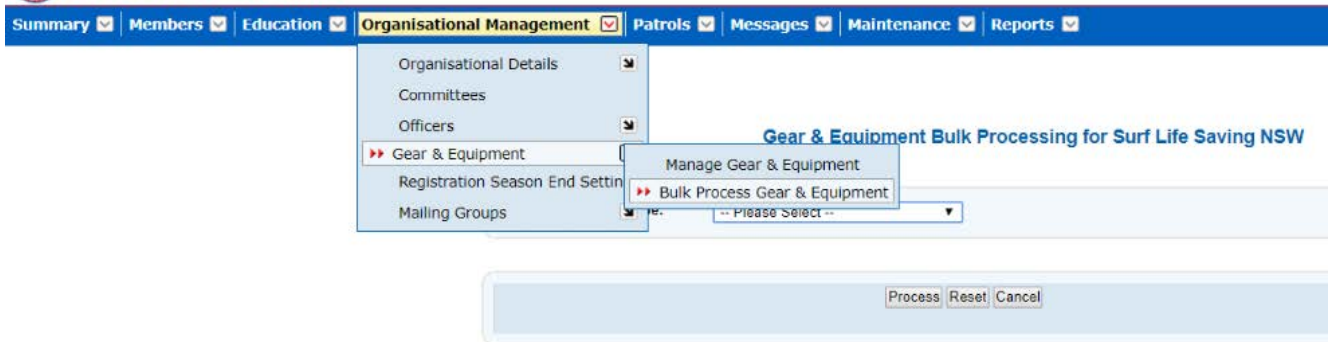 Summary Members Education Organisational Management Patrols Messages Maintenance Reports
Organisational Details
Committees
Officers
Gear & Equipment
Registration Season End Settin
Mailing Groups
Manage Gear & Equipment
Bulk Process Gear & Equipment
Gear & Equipment Bulk Processing for Surf Life Saving NSW
-- Please Select --
Process Reset Cancel